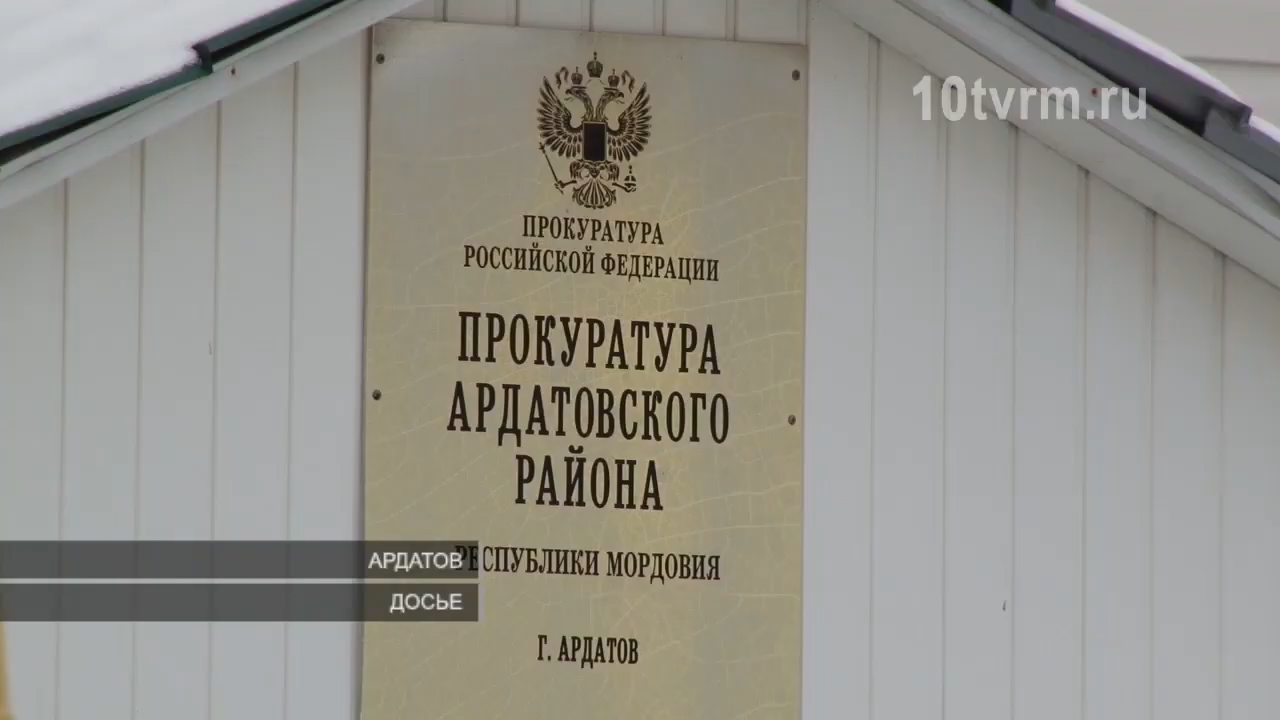 10tvrm.ru
ПРОКУРАТУРА
РОССИЙСКОЙ ФЕДЕРАЦИИ
ПРОКУРАТУРА
АРДАТОВСКОГО
РАЙОНА
РЕСПУБЛИКИ МОРДОВИЯ
АРДАТОВ
ДОСЬЕ
Г. АРДАТОВ